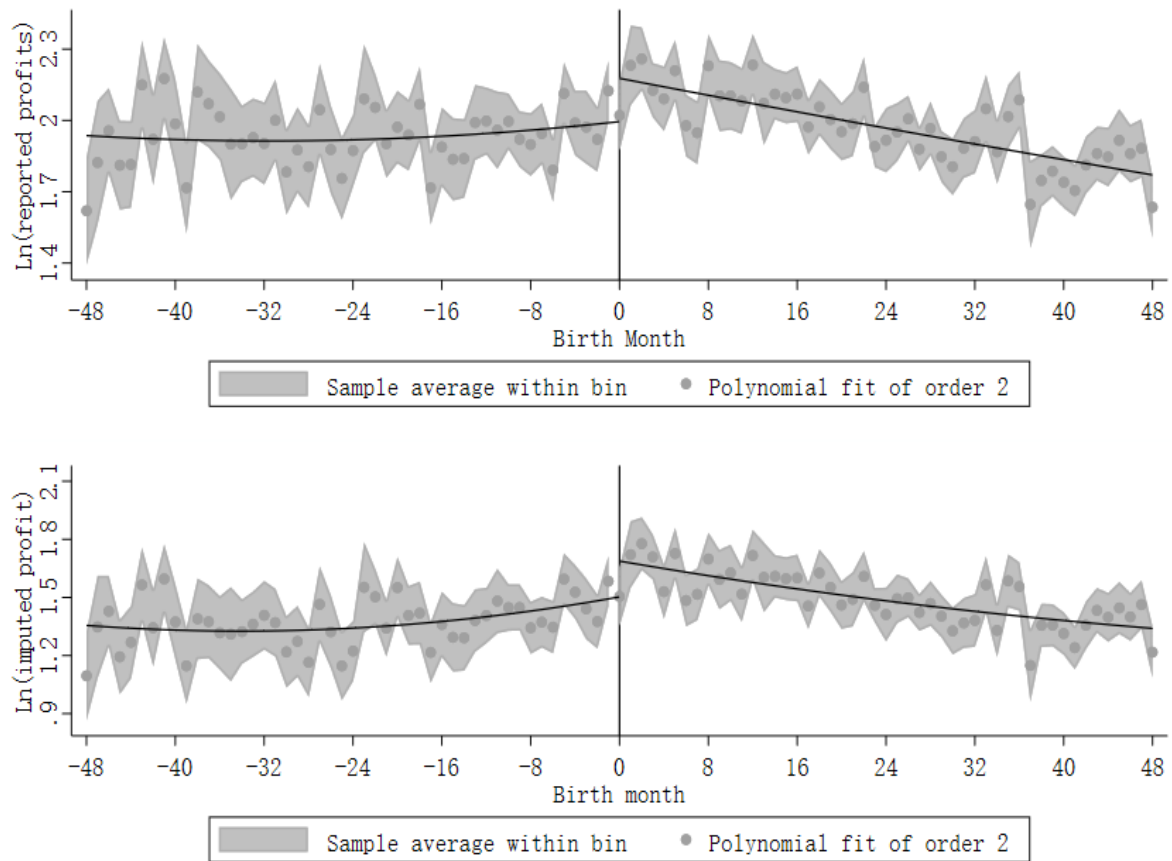 Ln(reported profits)
2.3
2
1.7
1.4
-48 -40 -32 -24 -16 -8 0 8 16 24 32 40 48
Birth Month
Sample average within bin Polynomial fit of order 2
Ln(imputed profit)
2.1
1.8
1.5
1.2
.9
-48 -40 -32 -24 -16 -8 0 8 16 24 32 40 48
Birth month
Sample average within bin Polynomial fit of order 2